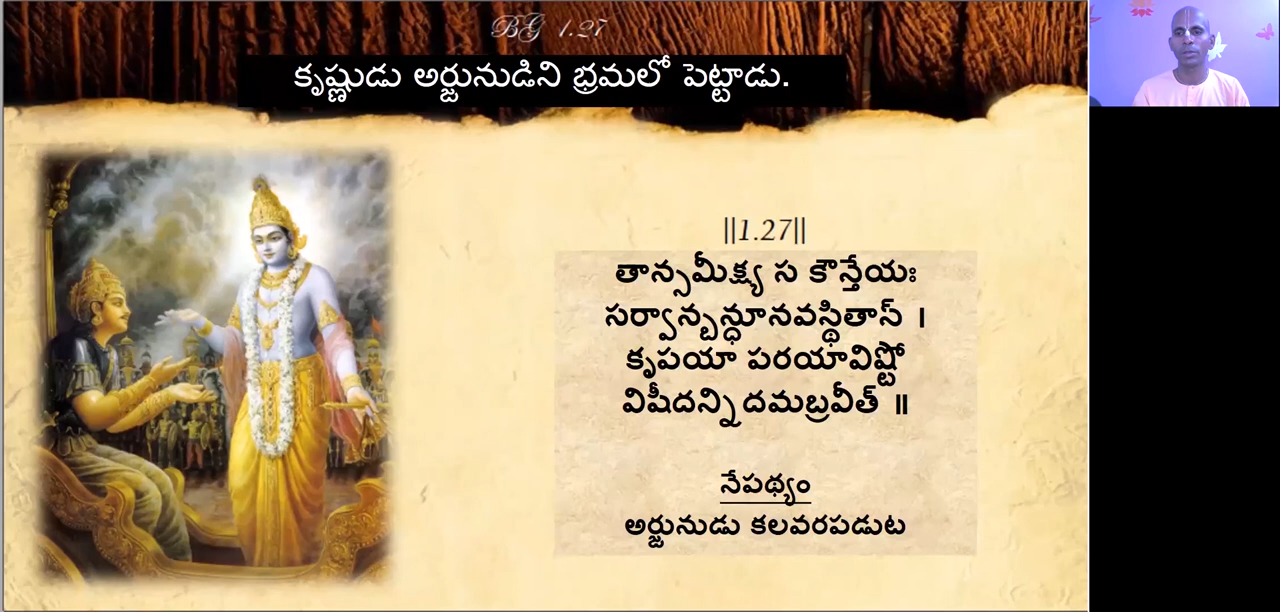 BG 1.27
కృష్ణుడు అర్జునుడిని భ్రమలో పెట్టాడు.
||1.27||
తాన్సమీక్ష్య స కౌన్తేయః
సర్వాన్బన్ధూనవస్థితాన్ ।
కృపయా పరయావిష్టో
విషీదన్నిదమబ్రవీత్ ॥
నేపథ్యం
అర్జునుడు కలవరపడుట